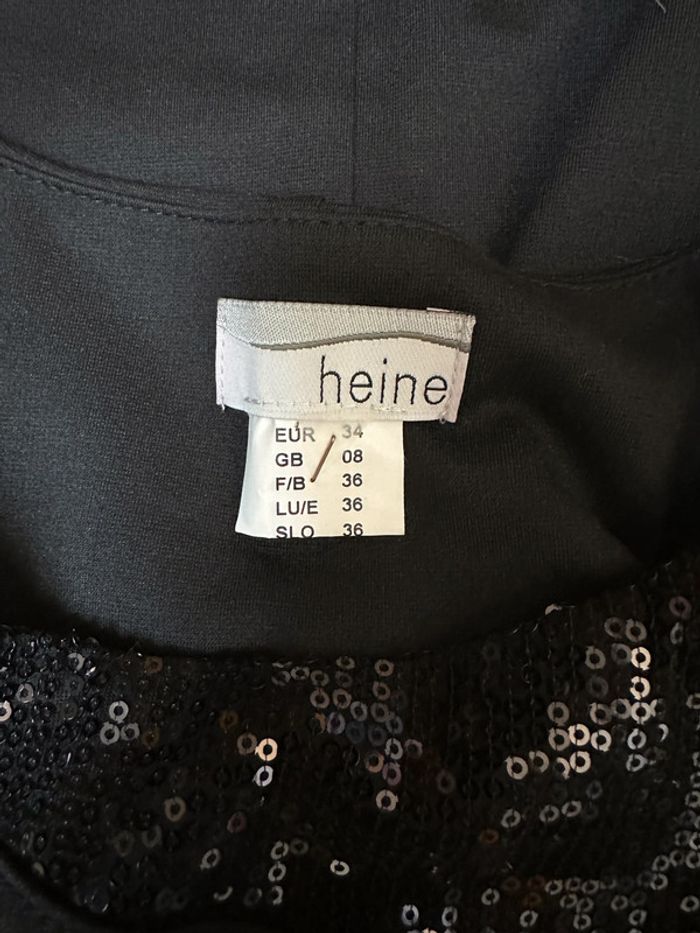 heine
EUR 34
GB 08
F/B 36
LU/E 36
SLO 36